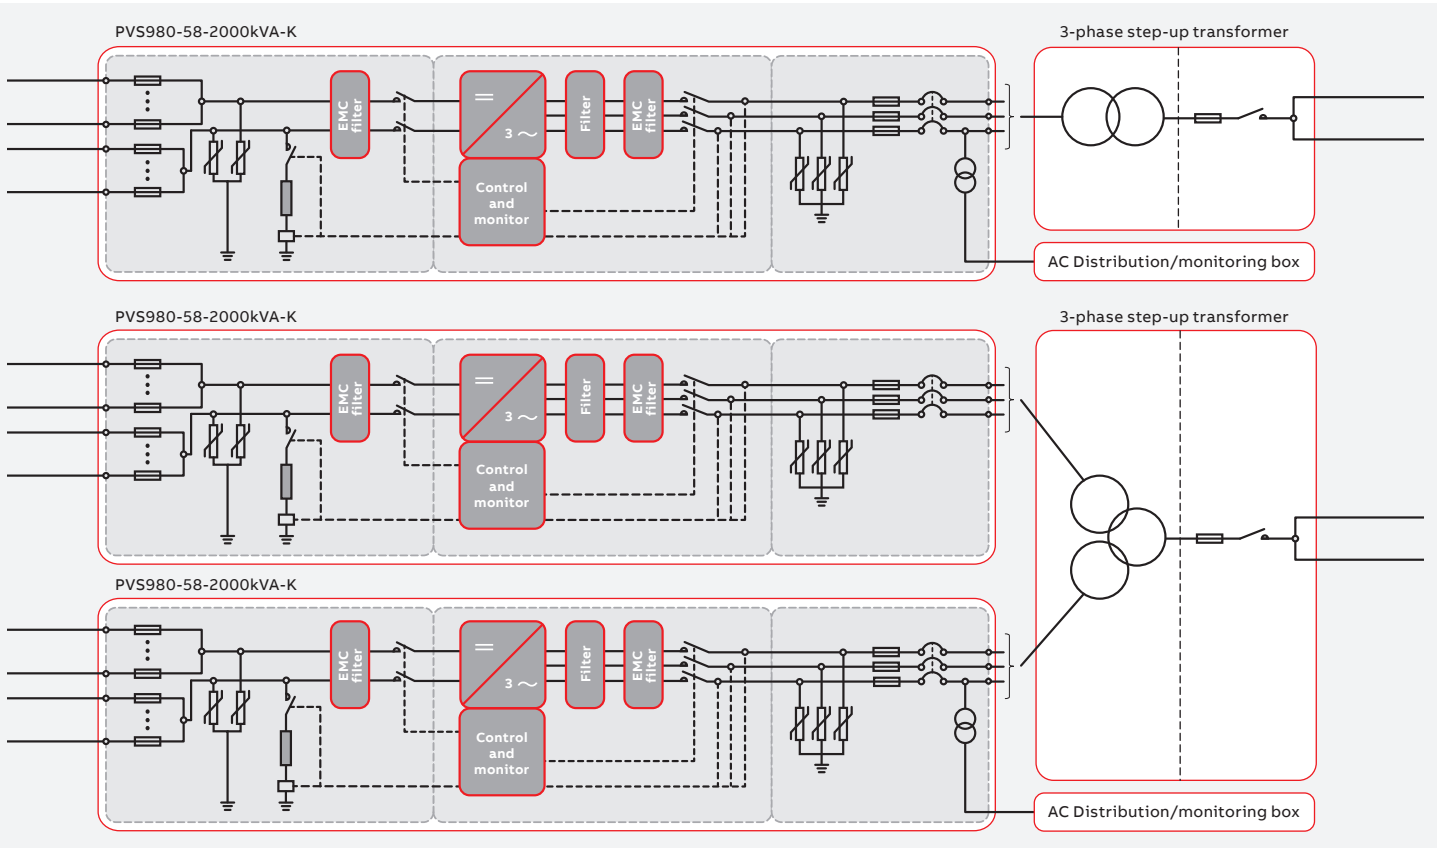 PVS980-58-2000kVA-K
3-phase step-up transformer
EMC
filter
3
Filter
EMC
filter
Control
and
monitor
AC Distribution/monitoring box
PVS980-58-2000kVA-K
3-phase step-up transformer
EMC
filter
3
Filter
EMC
filter
Control
and
monitor
PVS980-58-2000kVA-K
EMC
filter
3
Filter
EMC
filter
Control
and
monitor
AC Distribution/monitoring box